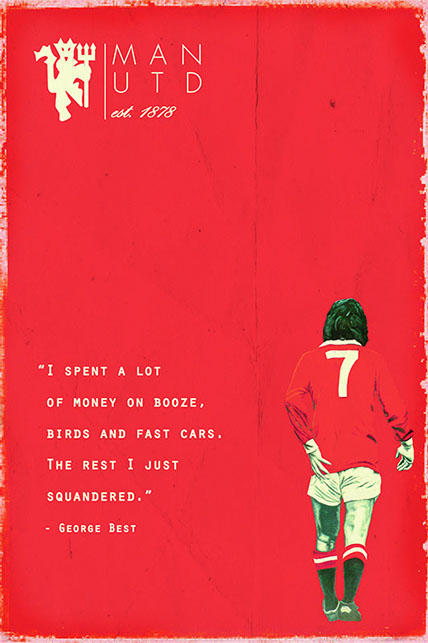 MAN
UTD
est. 1878
7
“I SPENT A LOT
OF MONEY ON BOOZE,
BIRDS AND FAST CARS.
THE REST I JUST
SQUANDERED.”
- GEORGE BEST